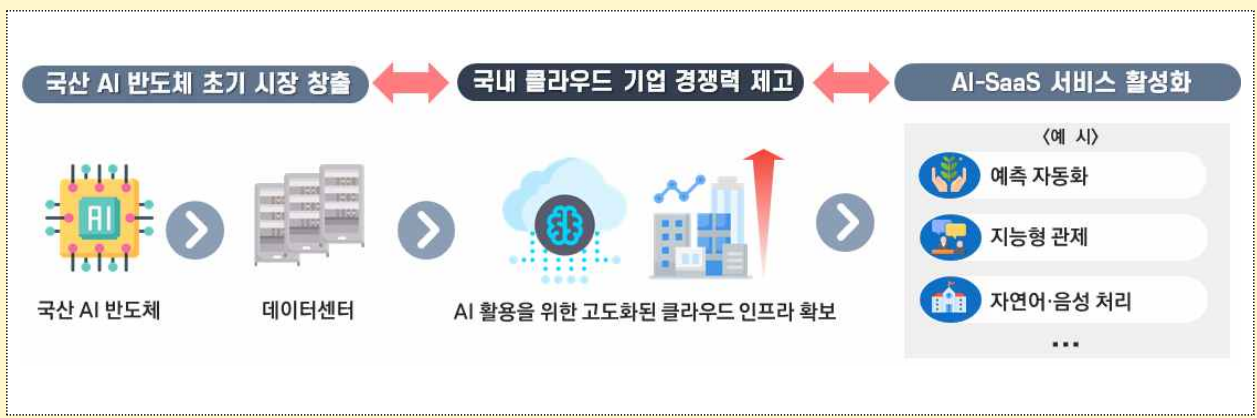 국산 AI 반도체 초기 시장 창출
국내 클라우드 기업 경쟁력 제고
AI-SaaS 서비스 활성화
AI
국산 AI 반도체
데이터센터
AI 활용을 위한 고도화된 클라우드 인프라 확보
<예 시>
예측 자동화
지능형 관제
자연어·음성 처리
...